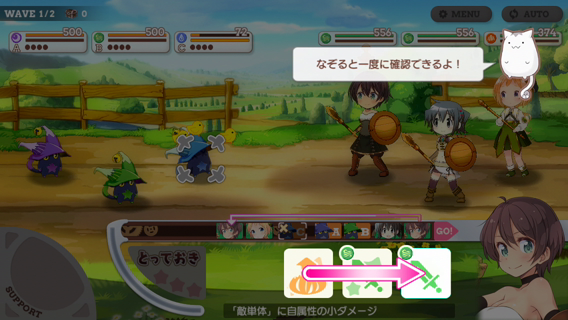 WAVE 1/2
0
MENU
AUTO
A
500
B
500
C
72
556
556
374
なぞると一度に確認できるよ！
GO!
A
B
とっておき
SUPPORT
「敵単体」に自属性の小ダメージ